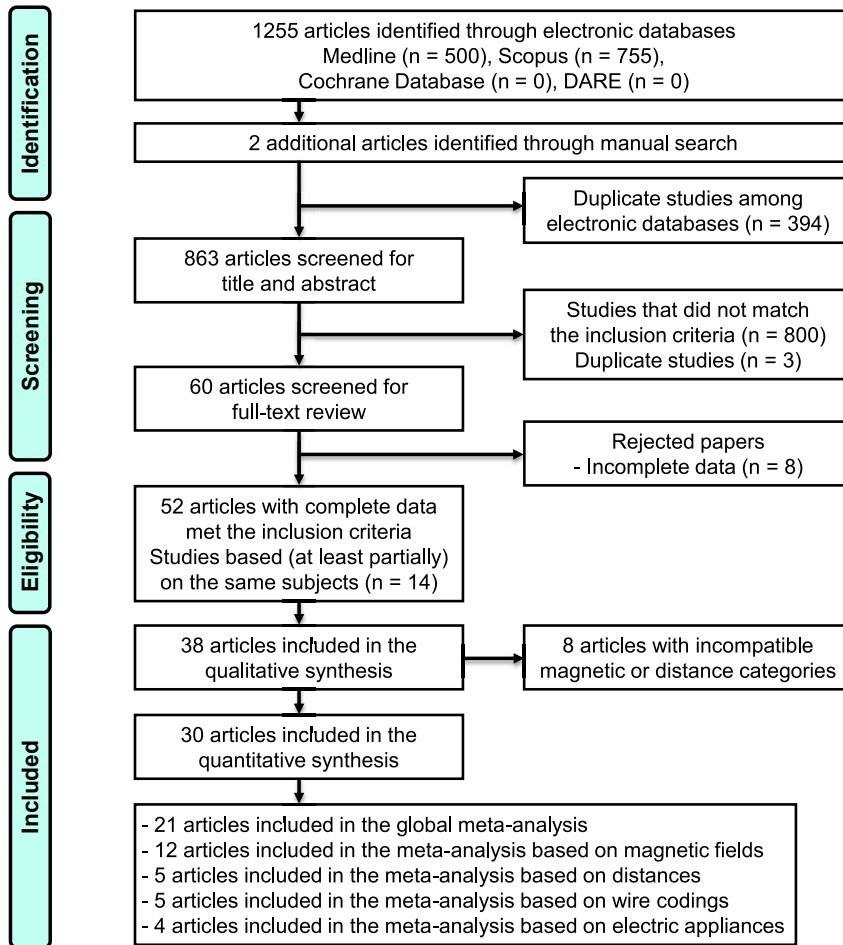 Identification
1255 articles identified through electronic databases
Medline (n = 500), Scopus (n = 755),
Cochrane Database (n = 0), DARE (n = 0)
2 additional articles identified through manual search
Duplicate studies among
electronic databases (n = 394)
Screening
863 articles screened for
title and abstract
Studies that did not match
the inclusion criteria (n = 800)
Duplicate studies (n = 3)
60 articles screened for
full-text review
Rejected papers
- Incomplete data (n = 8)
Eligibility
52 articles with complete data
met the inclusion criteria
Studies based (at least partially)
on the same subjects (n = 14)
Included
38 articles included in the
qualitative synthesis
8 articles with incompatible
magnetic or distance categories
30 articles included in the
quantitative synthesis
- 21 articles included in the global meta-analysis
- 12 articles included in the meta-analysis based on magnetic fields
- 5 articles included in the meta-analysis based on distances
- 5 articles included in the meta-analysis based on wire codings
- 4 articles included in the meta-analysis based on electric appliances